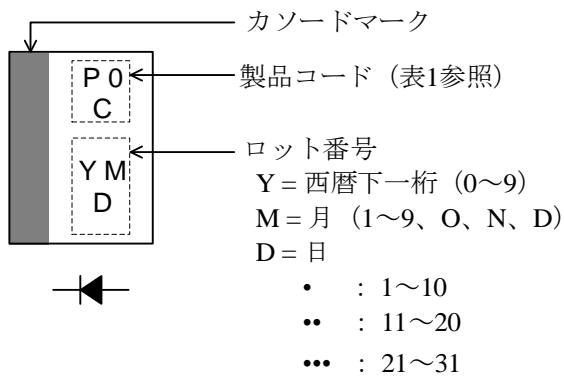 カソードマーク
P 0
C
製品コード（表1参照）
Y M
D
ロット番号
Y = 西暦下一桁（0～9）
M = 月（1～9、O、N、D）
D = 日
• : 1～10
•• : 11～20
••• : 21～31